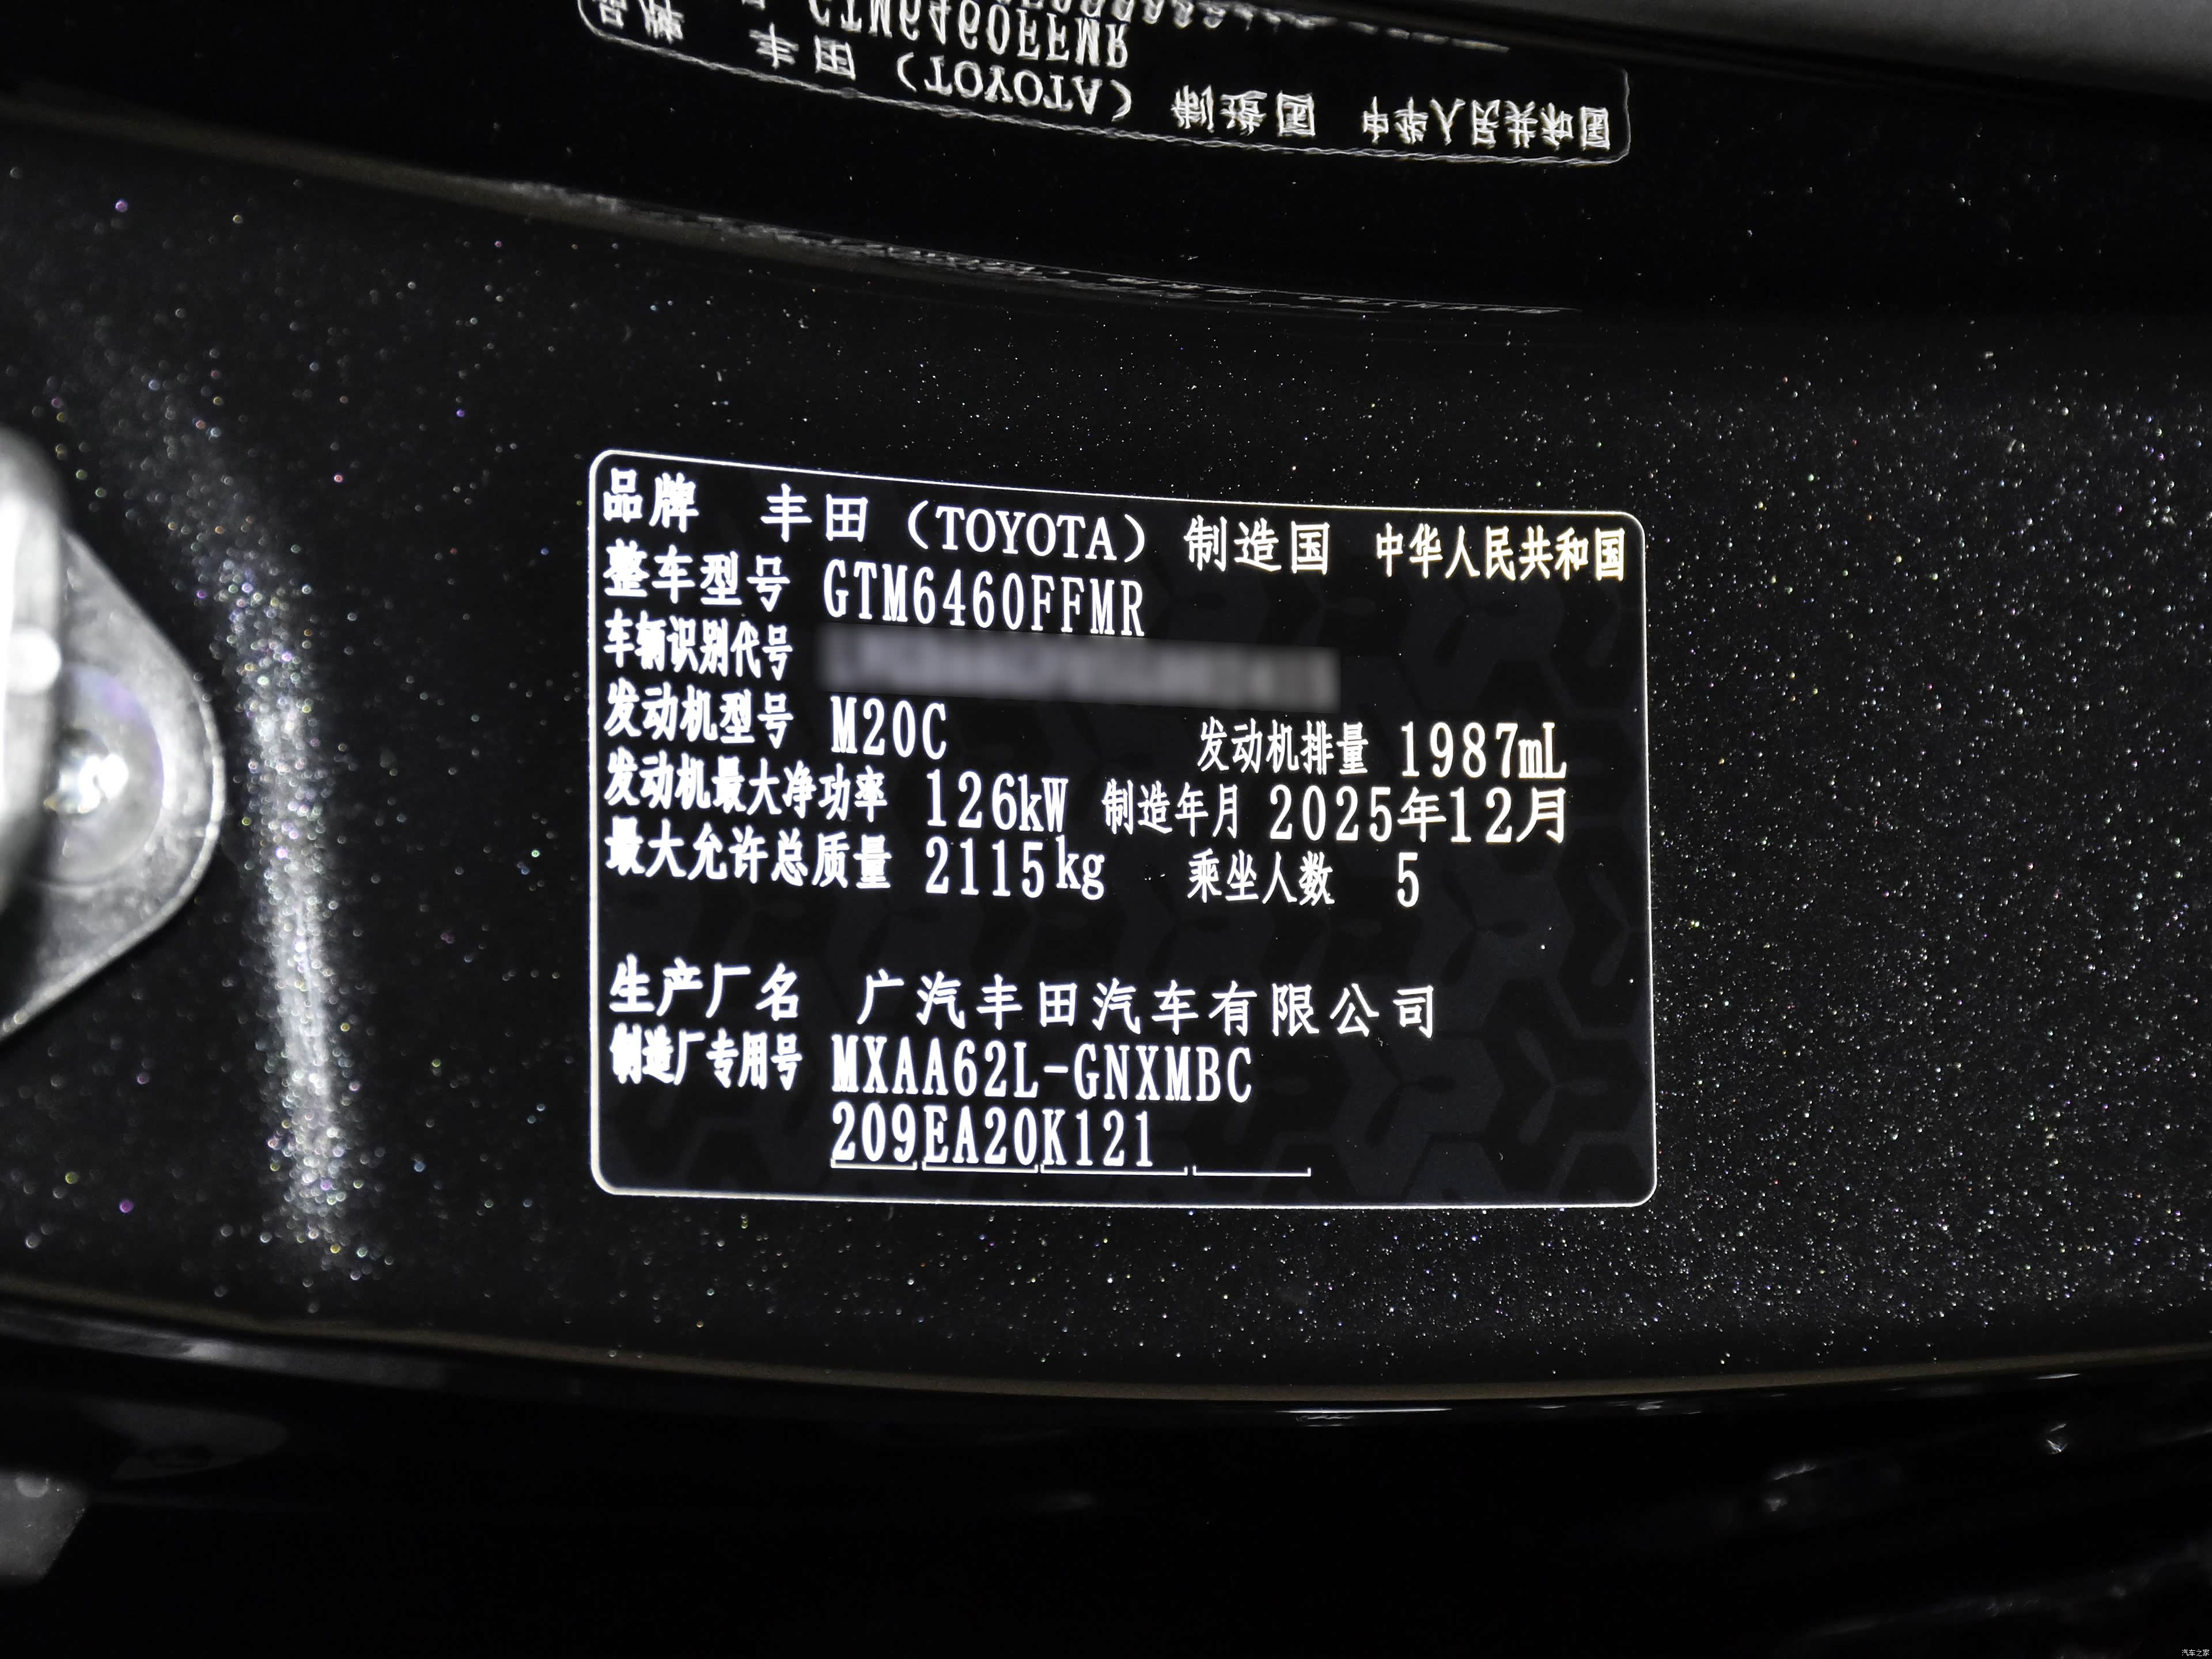 品牌 丰田（TOYOTA） 制造国 中华人民共和国
整车型号 GTM6460FFMR
车辆识别代号
发动机型号 M20C 发动机排量 1987mL
发动机最大净功率 126kW 制造年月 2025年12月
最大允许总质量 2115kg 乘坐人数 5
生产厂名 广汽丰田汽车有限公司
制造厂专用号 MXAA62L-GNXMBC
209EA20K121
汽车之家